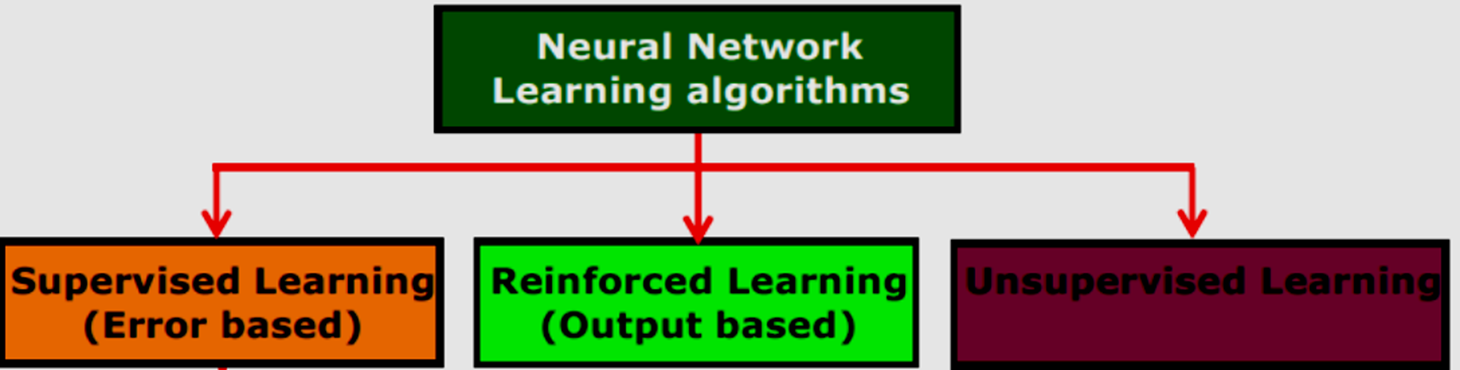 Neural Network
Learning algorithms
Supervised Learning
(Error based)
Reinforced Learning
(Output based)
Unsupervised Learning